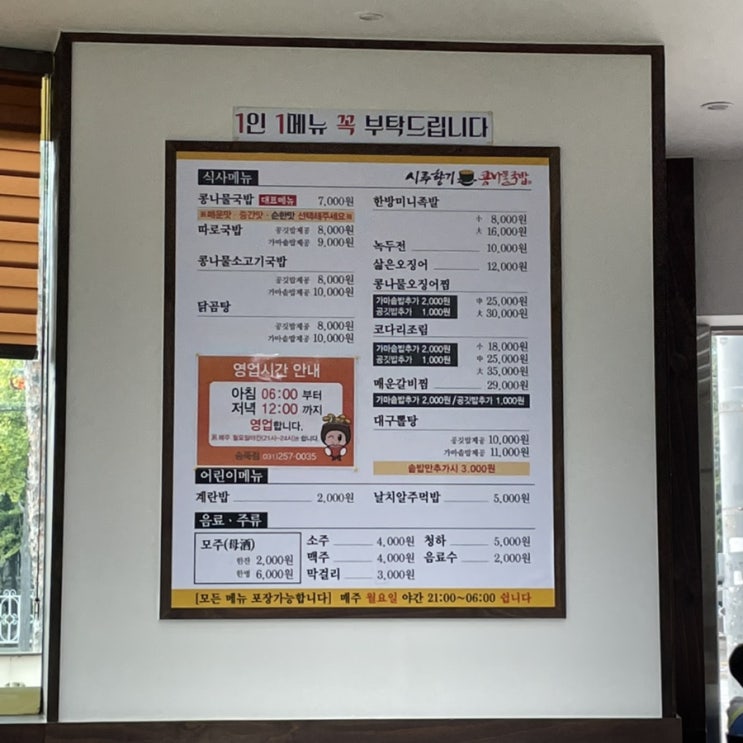 1인 1메뉴 꼭 부탁드립니다
식사메뉴
시루향기 콩나물국밥
콩나물국밥 대표메뉴 7,000원
※매운맛 · 중간맛 · 순한맛 선택해주세요※
따로국밥 공깃밥제공 8,000원
가마솥밥제공 9,000원
콩나물소고기국밥
공깃밥제공 8,000원
가마솥밥제공 10,000원
닭곰탕
공깃밥제공 8,000원
가마솥밥제공 10,000원
영업시간 안내
아침 06:00 부터
저녁 12:00 까지
영업합니다.
(031)257-0035
한방미니족발
小 8,000원
大 16,000원
녹두전 10,000원
삶은오징어 12,000원
콩나물오징어찜
가마솥밥추가 2,000원 中 25,000원
공깃밥추가 1,000원 大 30,000원
코다리조림
小 18,000원
가마솥밥추가 2,000원 中 25,000원
공깃밥추가 1,000원 大 35,000원
매운갈비찜 29,000원
가마솥밥추가 2,000원/공깃밥추가 1,000원
대구뽈탕
공깃밥제공 10,000원
가마솥밥제공 11,000원
솥밥만추가시 3,000원
어린이메뉴
계란밥 2,000원 날치알주먹밥 5,000원
음료 · 주류
모주(母酒)
한잔 2,000원
한병 6,000원
소주 4,000원 청하 5,000원
맥주 4,000원 음료수 2,000원
막걸리 3,000원
[모든 메뉴 포장가능합니다] 매주 월요일 야간 21:00~06:00 쉽니다